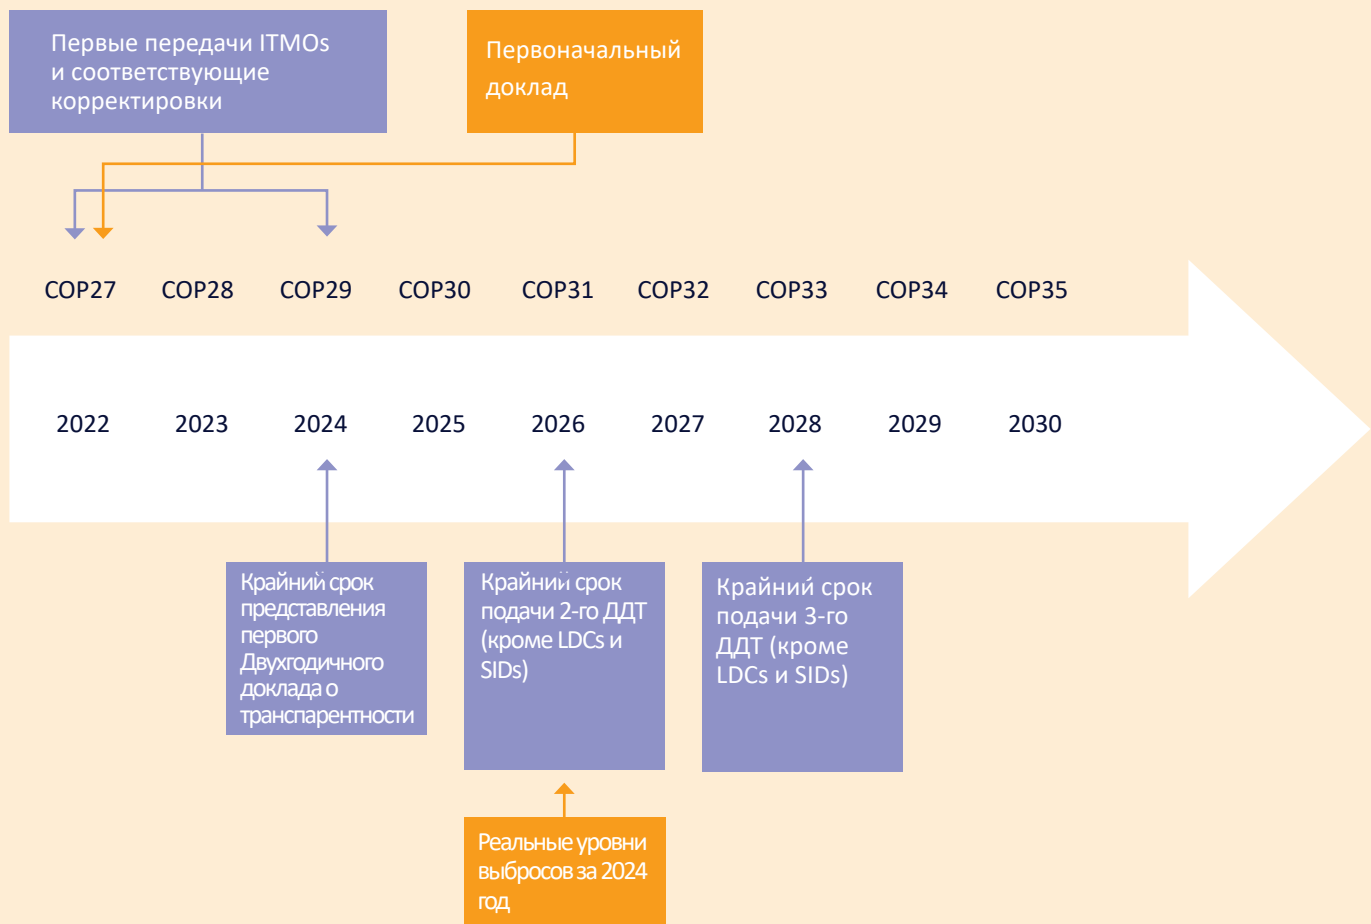 Первые передачи ITMOs
и соответствующие
корректировки
Первоначальный
доклад
COP27 COP28 COP29 COP30 COP31 COP32 COP33 COP34 COP35
2022 2023 2024 2025 2026 2027 2028 2029 2030
Крайний срок
представления
первого
Двухгодичного
доклада о
транспарентности
Крайний срок
подачи 2-го ДДТ
(кроме LDCs и
SIDs)
Крайний срок
подачи 3-го
ДДТ (кроме
LDCs и SIDs)
Реальные уровни
выбросов за 2024
год